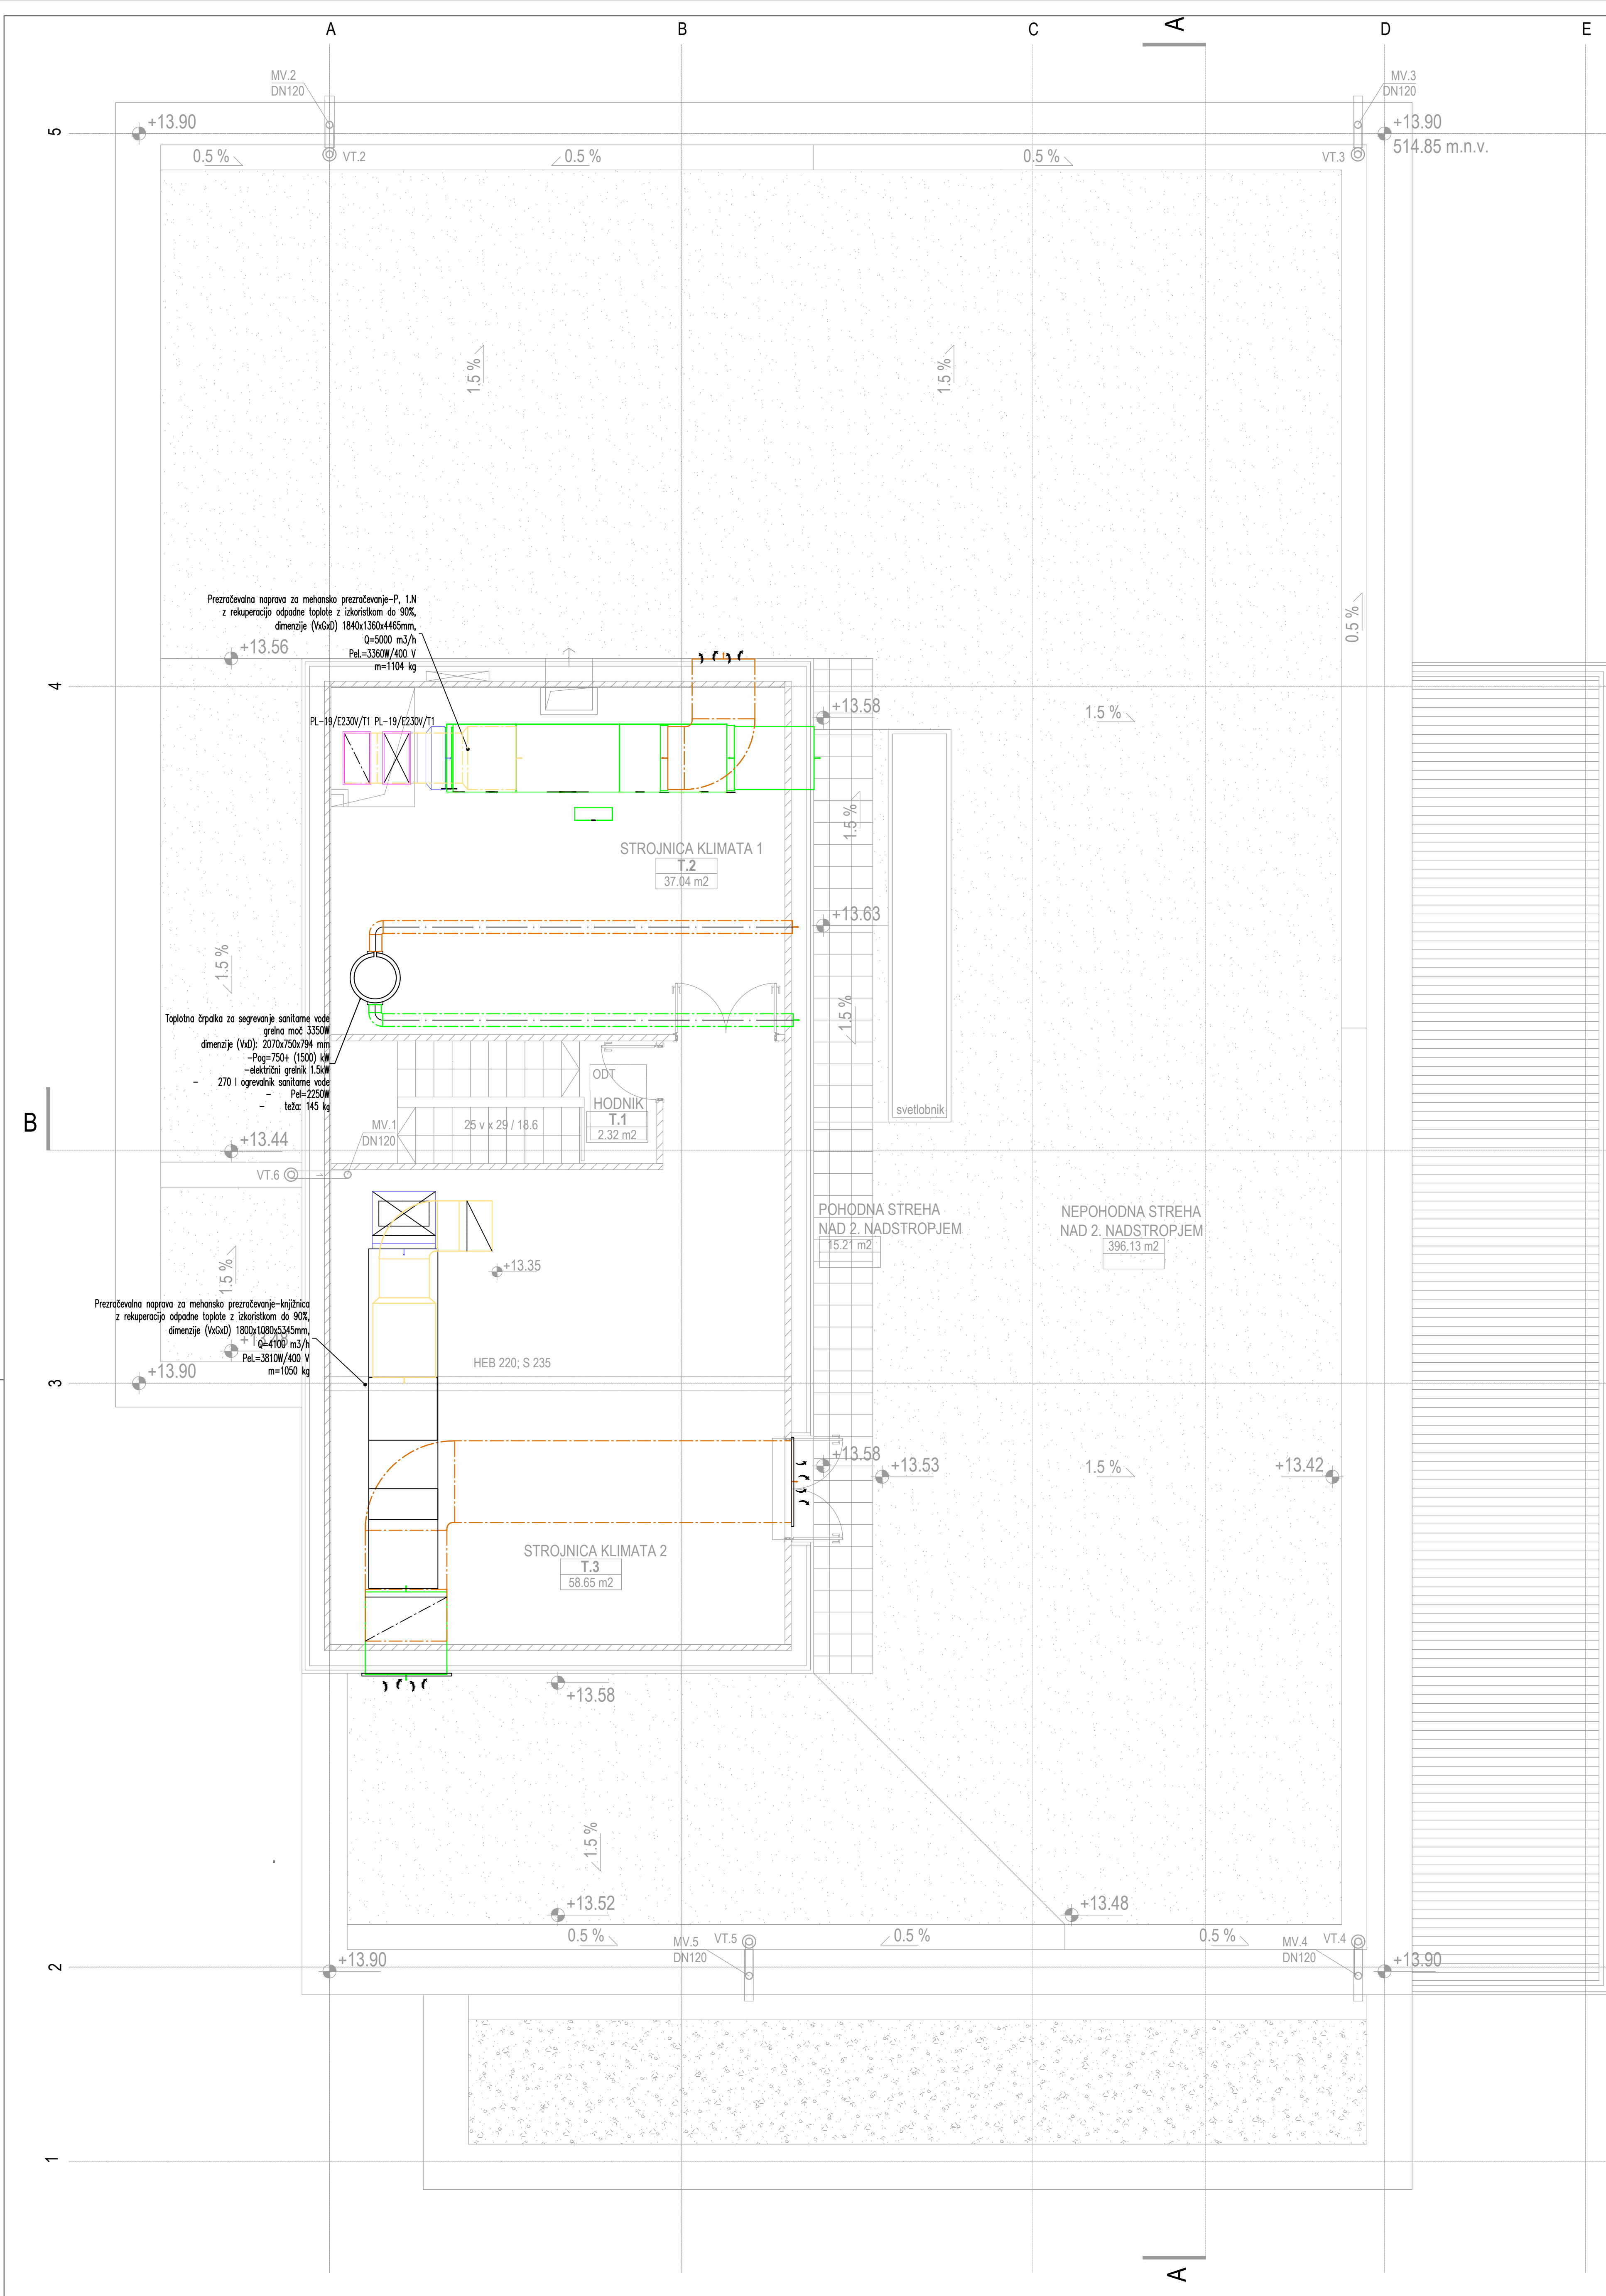 A
B
C
A
D
E
MV.2
DN120
MV.3
DN120
5
+13.90
VT.2
VT.3
+13.90
514.85 m.n.v.
0.5 %
0.5 %
0.5 %
1.5 %
1.5 %
0.5 %
Prezračevalna naprava za mehansko prezračevanje-P, 1.N
z rekuperacijo odpadne toplote z izkoristkom do 90%,
dimenzije (VxGxD) 1840x1360x4465mm,
Q=5000 m3/h
Pel.=3360W/400 V
m=1104 kg
+13.56
4
PL-19/E230V/T1 PL-19/E230V/T1
+13.58
1.5 %
1.5 %
STROJNICA KLIMATA 1
T.2
37.04 m2
+13.63
1.5 %
1.5 %
Toplotna črpalka za segrevanje sanitarne vode
grelna moč 3350W
dimenzije (VxD): 2070x750x794 mm
-Pog=750+ (1500) kW
-električni grelnik 1.5kW
- 270 l ogrevalnik sanitarne vode
- Pel=2250W
- teža: 145 kg
ODT
HODNIK
T.1
2.32 m2
25 v x 29 / 18.6
svetlobnik
B
MV.1
DN120
+13.44
VT.6
POHODNA STREHA
NAD 2. NADSTROPJEM
15.21 m2
NEPOHODNA STREHA
NAD 2. NADSTROPJEM
396.13 m2
1.5 %
+13.35
Prezračevalna naprava za mehansko prezračevanje-knjižnica
z rekuperacijo odpadne toplote z izkoristkom do 90%,
dimenzije (VxGxD) 1800x1080x5345mm,
Q=4100 m3/h
Pel.=3810W/400 V
m=1050 kg
+13.48
HEB 220; S 235
3
+13.90
+13.58
+13.53
1.5 %
+13.42
STROJNICA KLIMATA 2
T.3
58.65 m2
+13.58
1.5 %
+13.52
+13.48
0.5 %
MV.5
DN120
VT.5
0.5 %
0.5 %
MV.4
DN120
VT.4
2
+13.90
+13.90
1
A